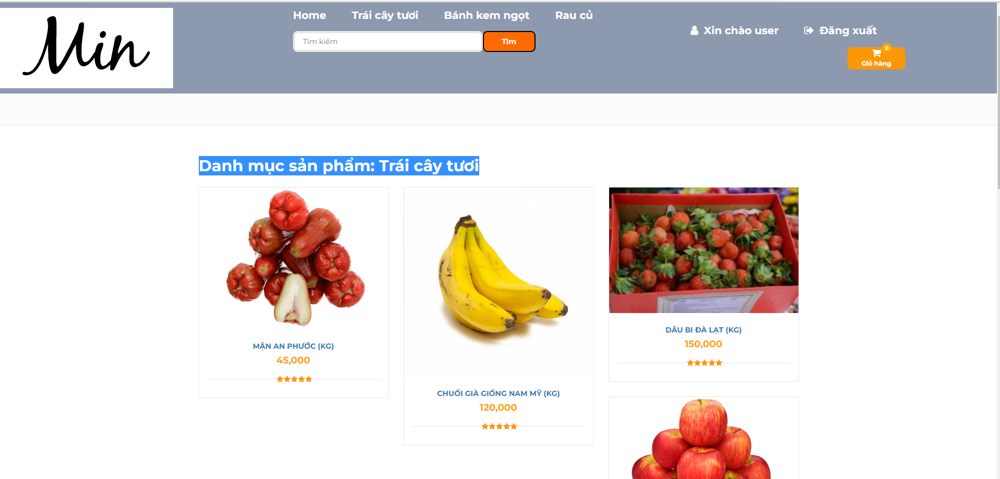 Min
Home Trái cây tươi Bánh kem ngọt Rau củ
Tìm kiếm
Tìm
Xin chào user Đăng xuất
0
Giỏ hàng
Danh mục sản phẩm: Trái cây tươi
MẬN AN PHƯỚC (KG)
45,000
CHUỐI GIÀ GIỐNG NAM MỸ (KG)
120,000
DÂU BI ĐÀ LẠT (KG)
150,000